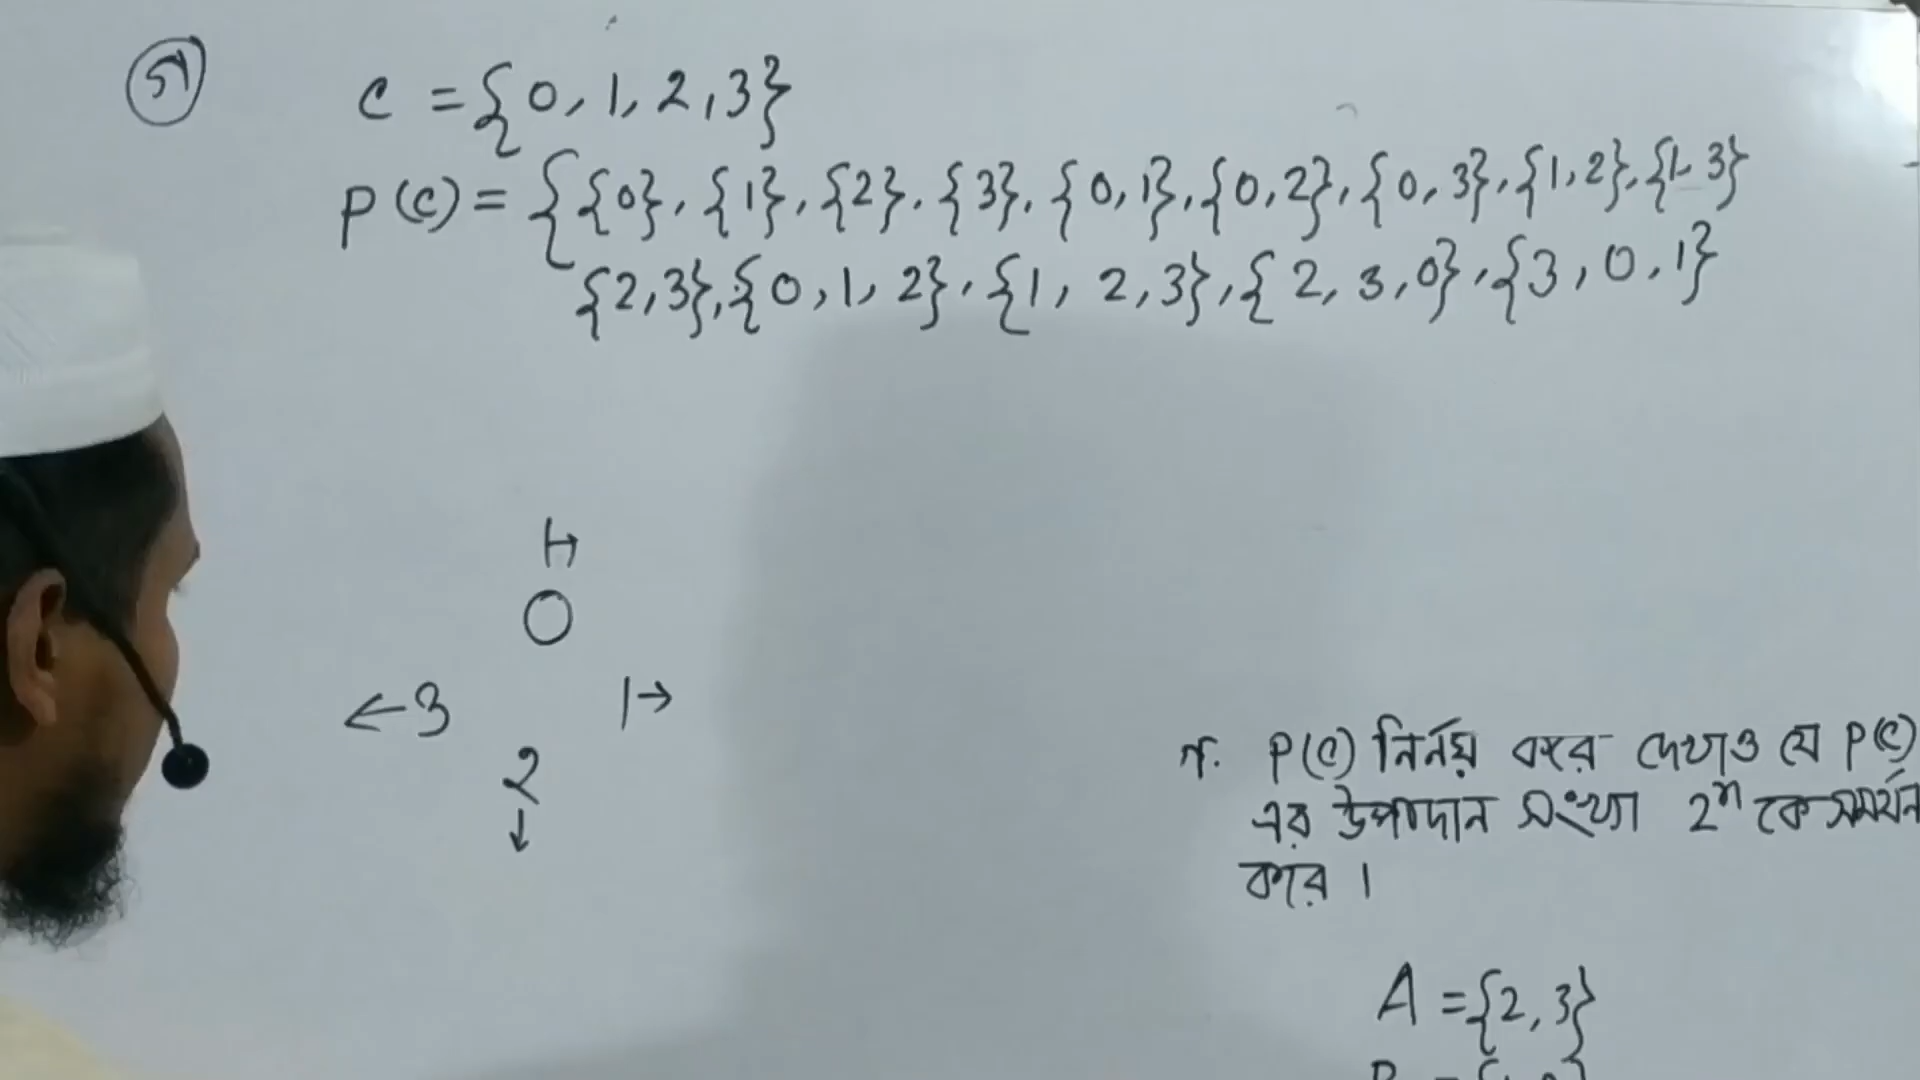 গ
C = {0, 1, 2, 3}
P(C) = {{0}, {1}, {2}, {3}, {0, 1}, {0, 2}, {0, 3}, {1, 2}, {1, 3}
{2, 3}, {0, 1, 2}, {1, 2, 3}, {2, 3, 0}, {3, 0, 1}
0
←3 1→
2
↓
গ. P(C) নির্নয় করে দেখাও যে P(C)
এর উপাদান সংখ্যা 2ⁿ কে সমর্থন
করে ।
A = {2, 3}